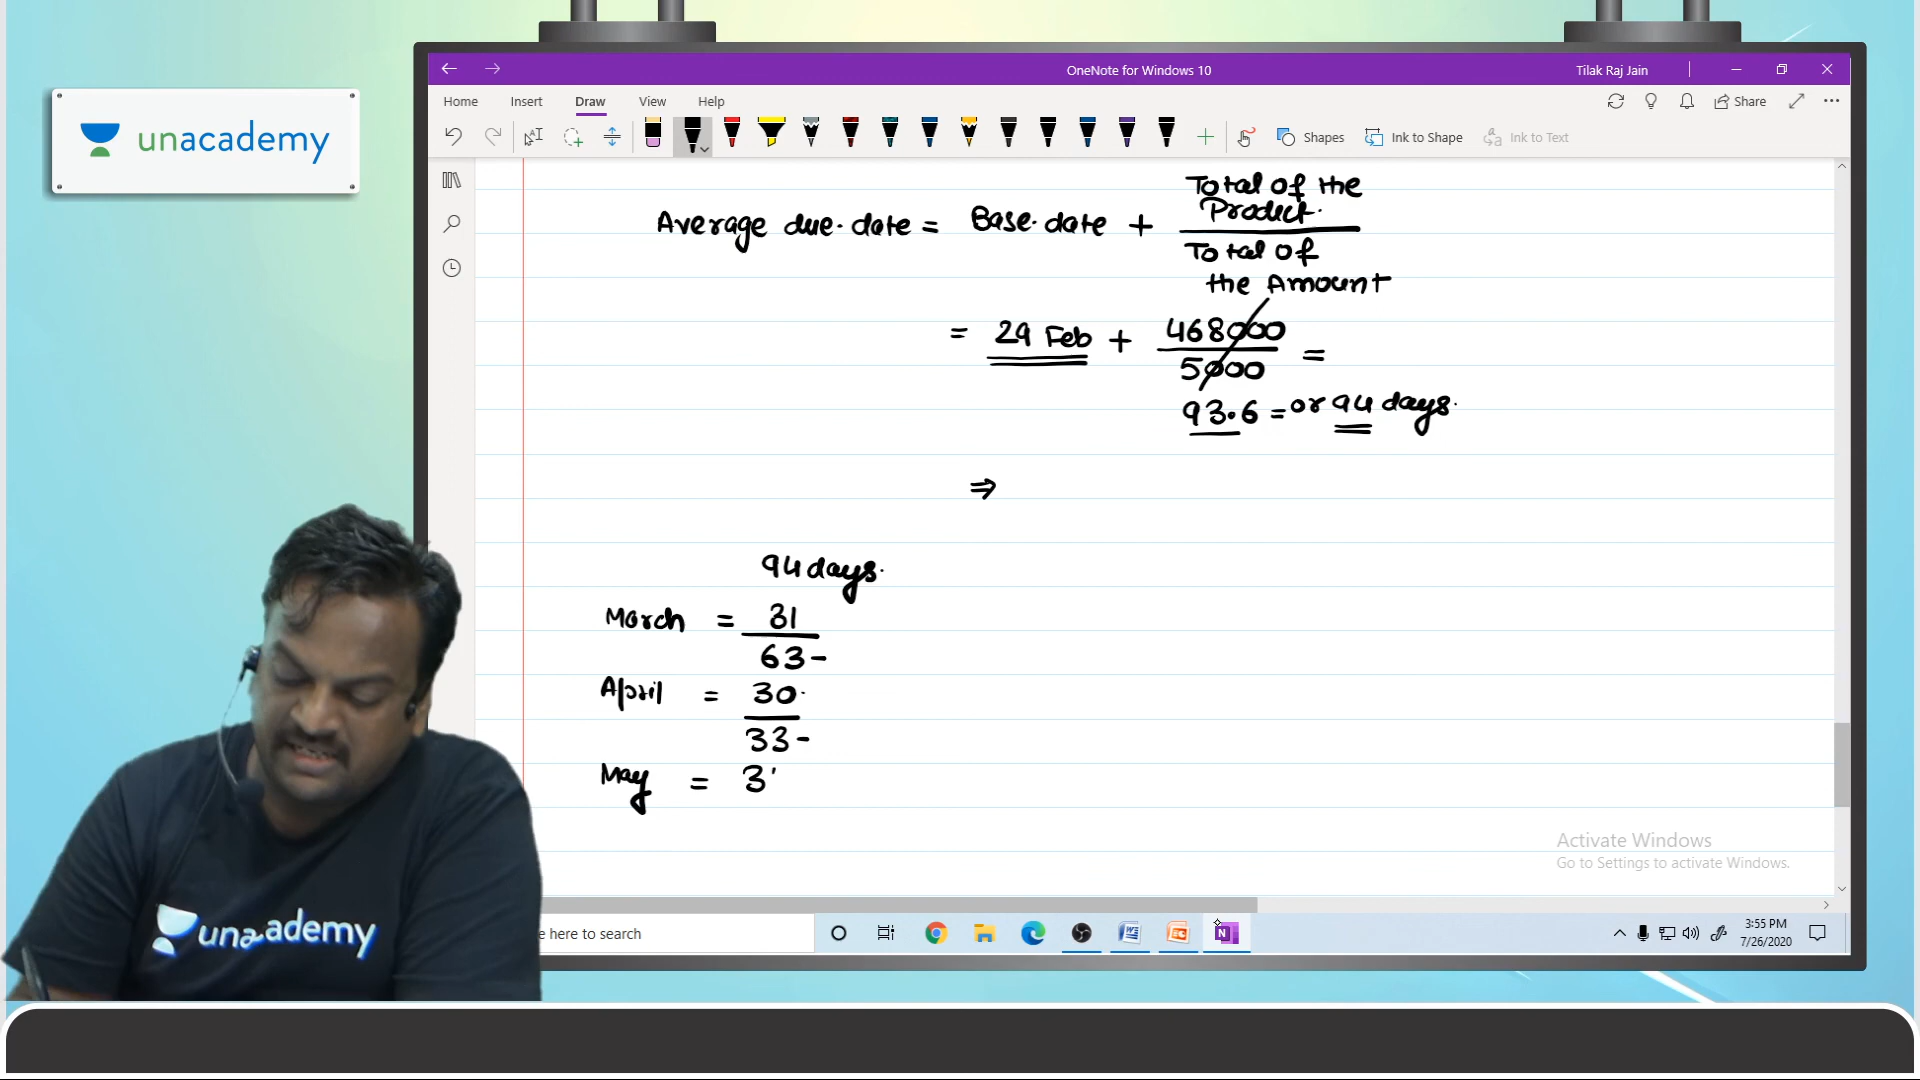 unacademy
OneNote for Windows 10
Tilak Raj Jain
Home Insert Draw View Help
Share
Shapes Ink to Shape Ink to Text
Total of the
Product.
Average due.date = Base.date +
Total of
the Amount
= 29 Feb + 468000
5000 =
93.6 = or 94 days.
⇒
94 days.
March = 31
63-
April = 30.
33-
May = 3'
Activate Windows
Go to Settings to activate Windows.
unacademy
e here to search
3:55 PM
7/26/2020